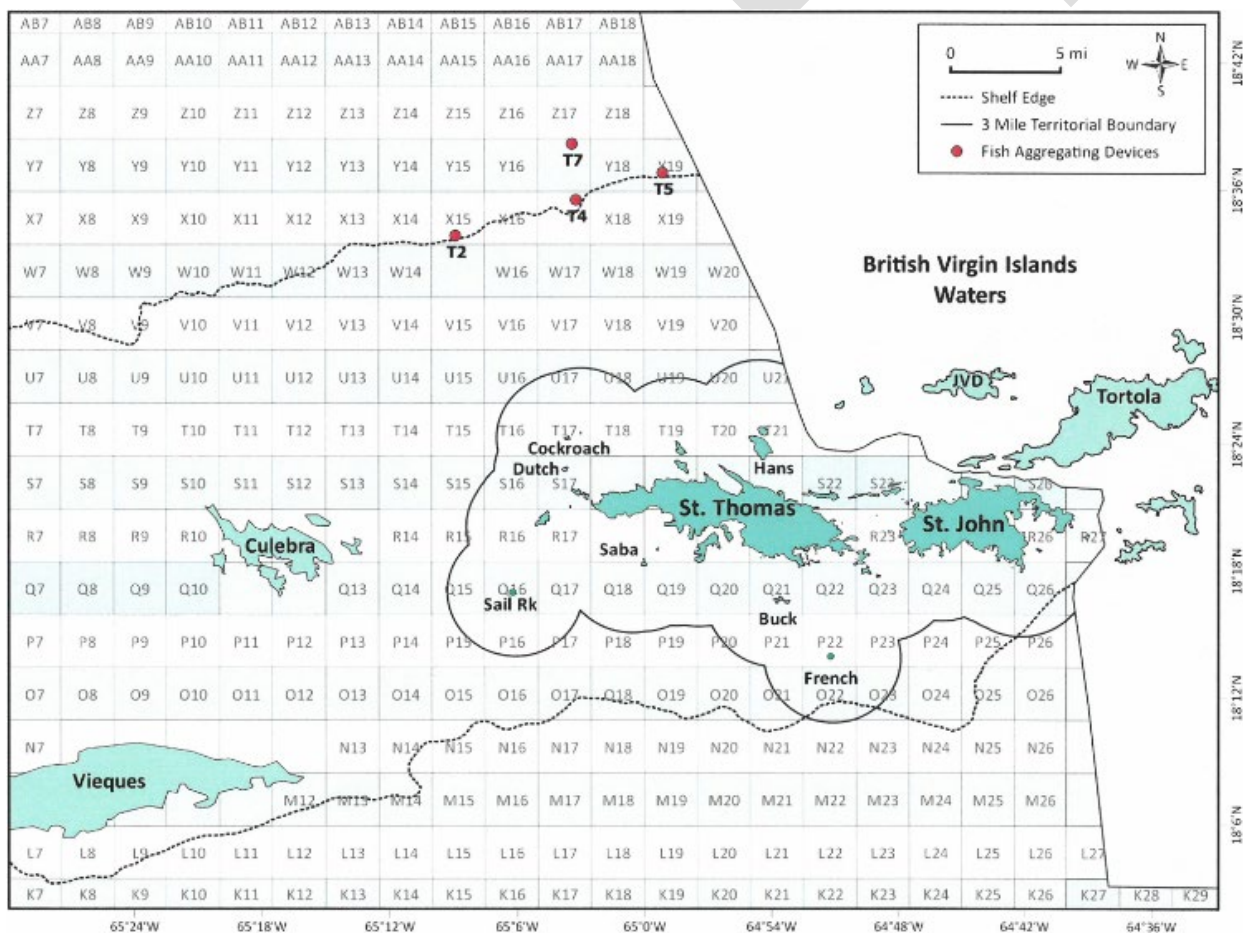 AB7 AB8 AB9 AB10 AB11 AB12 AB13 AB14 AB15 AB16 AB17 AB18
AA7 AA8 AA9 AA10 AA11 AA12 AA13 AA14 AA15 AA16 AA17 AA18
Z7 Z8 Z9 Z10 Z11 Z12 Z13 Z14 Z15 Z16 Z17 Z18
T7
Y7 Y8 Y9 Y10 Y11 Y12 Y13 Y14 Y15 Y16 Y18 X19
T5
X7 X8 X9 X10 X11 X12 X13 X14 X15 X16 T4 X18 X19
T2
W7 W8 W9 W10 W11 W12 W13 W14 W16 W17 W18 W19 W20
V7 V8 V9 V10 V11 V12 V13 V14 V15 V16 V17 V18 V19 V20
U7 U8 U9 U10 U11 U12 U13 U14 U15 U16 U17 U18 U19 U20 U21
T7 T8 T9 T10 T11 T12 T13 T14 T15 T16 T17 T18 T19 T20 T21
Cockroach
Dutch
Hans
S7 S8 S9 S10 S11 S12 S13 S14 S15 S16 S17 S22 S23 S26
St. Thomas
St. John
R7 R8 R9 R10 Culebra R14 R15 R16 R17 R23 R26 R27
Saba
Q7 Q8 Q9 Q10 Q13 Q14 Q15 Q16 Q17 Q18 Q19 Q20 Q21 Q22 Q23 Q24 Q25 Q26
Sail Rk
Buck
P7 P8 P9 P10 P11 P12 P13 P14 P15 P16 P17 P18 P19 P20 P21 P22 P23 P24 P25 P26
French
O7 O8 O9 O10 O11 O12 O13 O14 O15 O16 O17 O18 O19 O20 O21 O22 O23 O24 O25 O26
N7 N13 N14 N15 N16 N17 N18 N19 N20 N21 N22 N23 N24 N25 N26
Vieques
M12 M13 M14 M15 M16 M17 M18 M19 M20 M21 M22 M23 M24 M25 M26
L7 L8 L9 L10 L11 L12 L13 L14 L15 L16 L17 L18 L19 L20 L21 L22 L23 L24 L25 L26 L27
K7 K8 K9 K10 K11 K12 K13 K14 K15 K16 K17 K18 K19 K20 K21 K22 K23 K24 K25 K26 K27 K28 K29
0 5 mi
N
W E
S
Shelf Edge
3 Mile Territorial Boundary
Fish Aggregating Devices
British Virgin Islands
Waters
JVD
Tortola
18°42'N
18°36'N
18°30'N
18°24'N
18°18'N
18°12'N
18°6'N
65°24'W 65°18'W 65°12'W 65°6'W 65°0'W 64°54'W 64°48'W 64°42'W 64°36'W